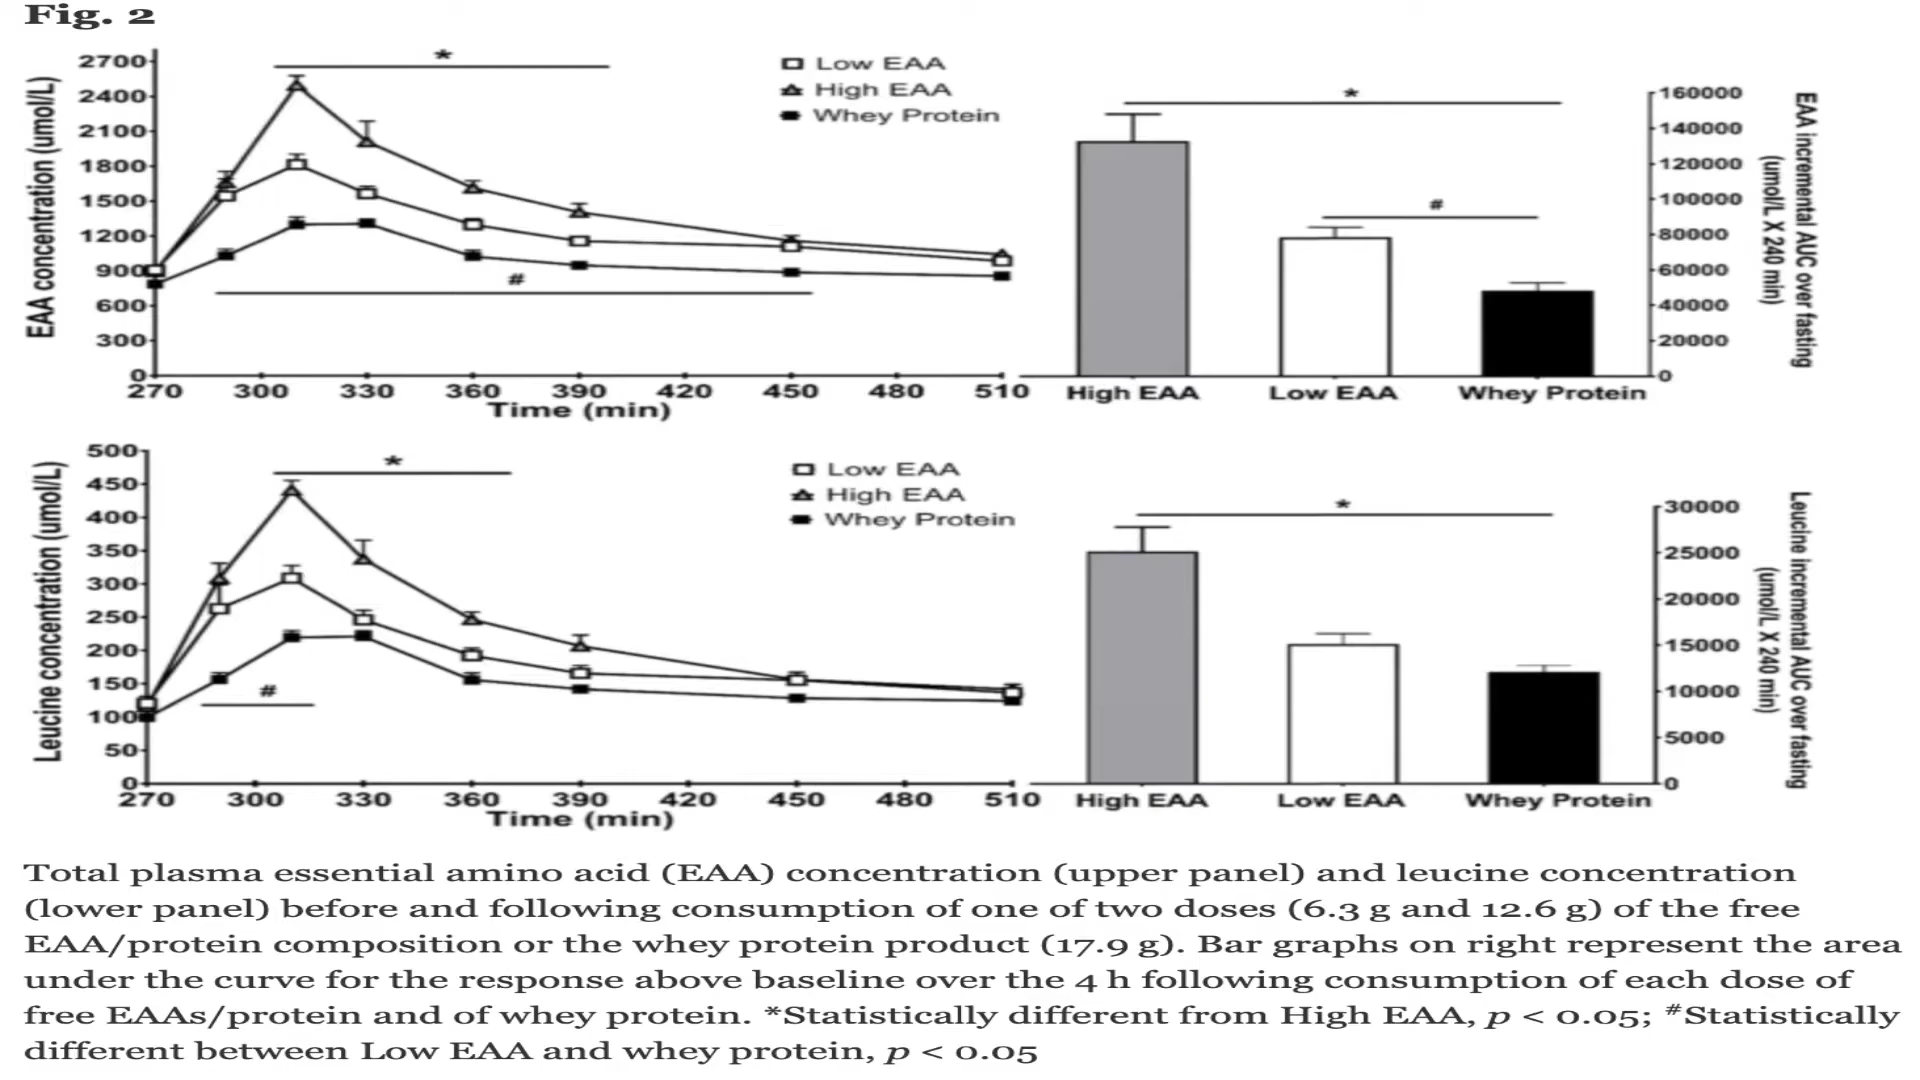 Fig. 2
EAA concentration (umol/L)
2700
2400
2100
1800
1500
1200
900
600
300
0
*
#
Low EAA
High EAA
Whey Protein
270 300 330 360 390 420 450 480 510
Time (min)
*
#
High EAA Low EAA Whey Protein
160000
140000
120000
100000
80000
60000
40000
20000
0
EAA incremental AUC over fasting
(umol/L X 240 min)
Leucine concentration (umol/L)
500
450
400
350
300
250
200
150
100
50
0
*
#
Low EAA
High EAA
Whey Protein
270 300 330 360 390 420 450 480 510
Time (min)
*
High EAA Low EAA Whey Protein
30000
25000
20000
15000
10000
5000
0
Leucine incremental AUC over fasting
(umol/L X 240 min)
Total plasma essential amino acid (EAA) concentration (upper panel) and leucine concentration
(lower panel) before and following consumption of one of two doses (6.3 g and 12.6 g) of the free
EAA/protein composition or the whey protein product (17.9 g). Bar graphs on right represent the area
under the curve for the response above baseline over the 4 h following consumption of each dose of
free EAAs/protein and of whey protein. *Statistically different from High EAA, p < 0.05; #Statistically
different between Low EAA and whey protein, p < 0.05